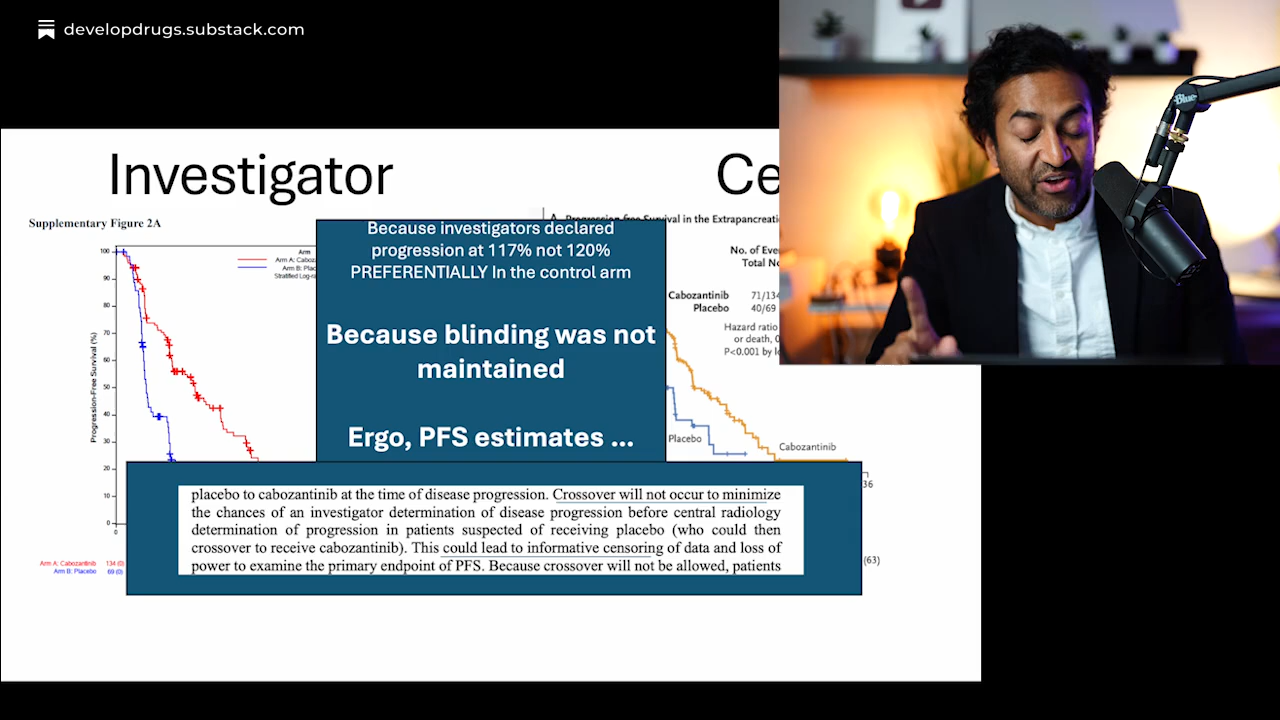 developdrugs.substack.com
Investigator
Ce
Supplementary Figure 2A
Because investigators declared
progression at 117% not 120%
PREFERENTIALLY In the control arm
Because blinding was not
maintained
Ergo, PFS estimates ...
Arm
Arm A: Caboz
Arm B: Plac
Stratified Log-ra
Progression-Free Survival (%)
100
90
80
70
60
50
40
30
20
10
0
0
Arm A: Cabozantinib 134 (0)
Arm B: Placebo 69 (0)
A Progression-free Survival in the Extrapancreati
No. of Eve
Total No
Cabozantinib 71/134
Placebo 40/69
Hazard ratio
or death, 0
P<0.001 by lo
Placebo
Cabozantinib
36
(63)
placebo to cabozantinib at the time of disease progression. Crossover will not occur to minimize
the chances of an investigator determination of disease progression before central radiology
determination of progression in patients suspected of receiving placebo (who could then
crossover to receive cabozantinib). This could lead to informative censoring of data and loss of
power to examine the primary endpoint of PFS. Because crossover will not be allowed, patients
Blue